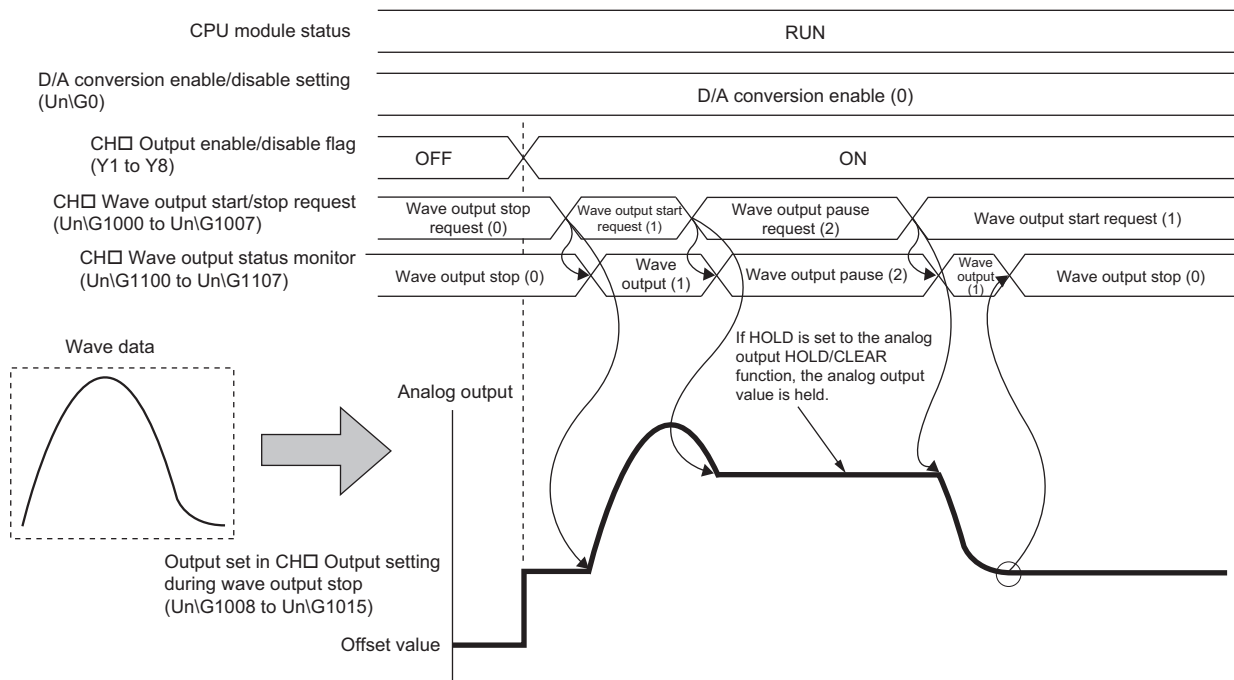 CPU module status
RUN
D/A conversion enable/disable setting
(Un\G0)
D/A conversion enable (0)
CH□ Output enable/disable flag
(Y1 to Y8)
OFF
ON
CH□ Wave output start/stop request
(Un\G1000 to Un\G1007)
Wave output stop
request (0)
Wave output start
request (1)
Wave output pause
request (2)
Wave output start request (1)
CH□ Wave output status monitor
(Un\G1100 to Un\G1107)
Wave output stop (0)
Wave
output (1)
Wave output pause (2)
Wave
output
(1)
Wave output stop (0)
Wave data
If HOLD is set to the analog
output HOLD/CLEAR
function, the analog output
value is held.
Analog output
Output set in CH□ Output setting
during wave output stop
(Un\G1008 to Un\G1015)
Offset value